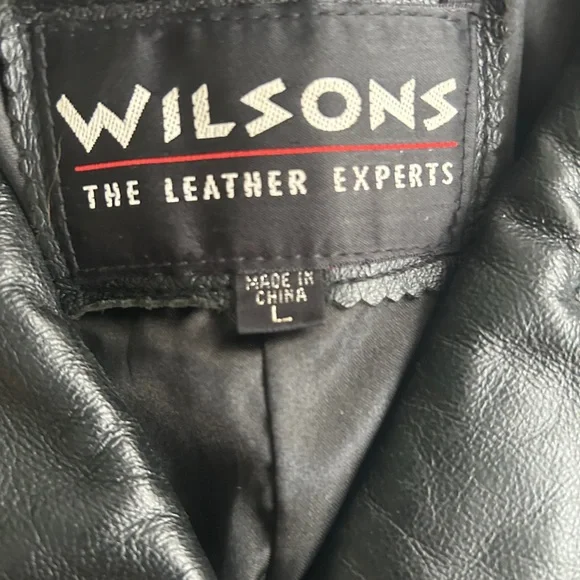 WILSONS
THE LEATHER EXPERTS
MADE IN
CHINA
L